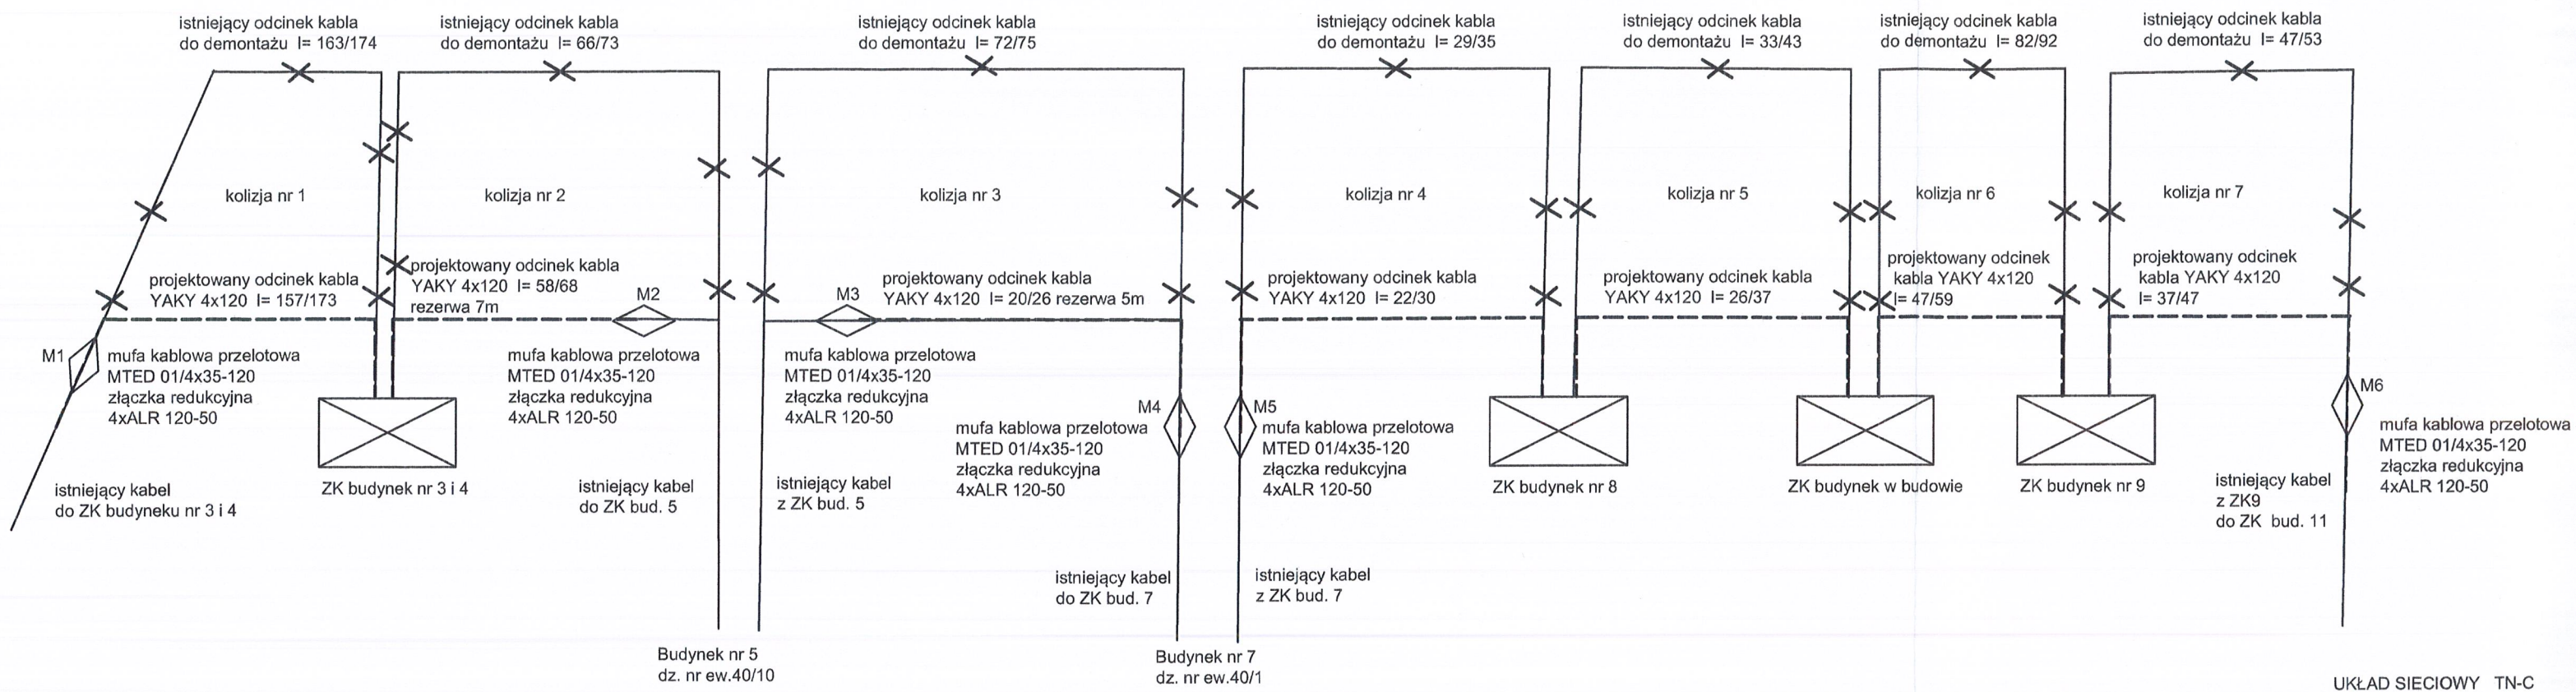 istniejący odcinek kabla
do demontażu l= 163/174
istniejący odcinek kabla
do demontażu l= 66/73
istniejący odcinek kabla
do demontażu l= 72/75
istniejący odcinek kabla
do demontażu l= 29/35
istniejący odcinek kabla
do demontażu l= 33/43
istniejący odcinek kabla
do demontażu l= 82/92
istniejący odcinek kabla
do demontażu l= 47/53
kolizja nr 1
kolizja nr 2
kolizja nr 3
kolizja nr 4
kolizja nr 5
kolizja nr 6
kolizja nr 7
projektowany odcinek kabla
YAKY 4x120 l= 157/173
projektowany odcinek kabla
YAKY 4x120 l= 58/68
rezerwa 7m
M2
M3
projektowany odcinek kabla
YAKY 4x120 l= 20/26 rezerwa 5m
projektowany odcinek kabla
YAKY 4x120 l= 22/30
projektowany odcinek kabla
YAKY 4x120 l= 26/37
projektowany odcinek
kabla YAKY 4x120
l= 47/59
projektowany odcinek
kabla YAKY 4x120
l= 37/47
M1
mufa kablowa przelotowa
MTED 01/4x35-120
złączka redukcyjna
4xALR 120-50
mufa kablowa przelotowa
MTED 01/4x35-120
złączka redukcyjna
4xALR 120-50
mufa kablowa przelotowa
MTED 01/4x35-120
złączka redukcyjna
4xALR 120-50
M4
mufa kablowa przelotowa
MTED 01/4x35-120
złączka redukcyjna
4xALR 120-50
M5
mufa kablowa przelotowa
MTED 01/4x35-120
złączka redukcyjna
4xALR 120-50
M6
mufa kablowa przelotowa
MTED 01/4x35-120
złączka redukcyjna
4xALR 120-50
istniejący kabel
do ZK budyneku nr 3 i 4
ZK budynek nr 3 i 4
istniejący kabel
do ZK bud. 5
istniejący kabel
z ZK bud. 5
ZK budynek nr 8
ZK budynek w budowie
ZK budynek nr 9
istniejący kabel
z ZK9
do ZK bud. 11
istniejący kabel
do ZK bud. 7
istniejący kabel
z ZK bud. 7
Budynek nr 5
dz. nr ew.40/10
Budynek nr 7
dz. nr ew.40/1
UKŁAD SIECIOWY TN-C